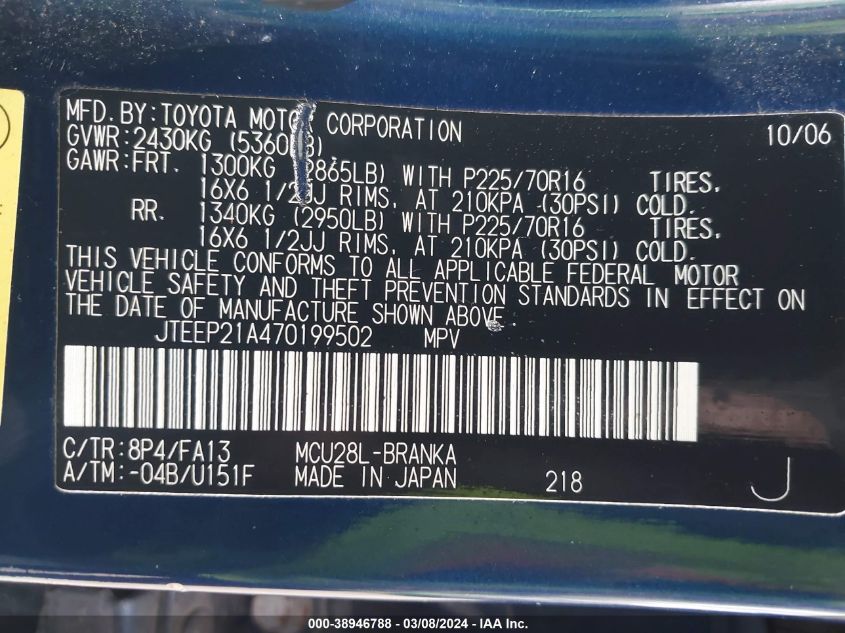 MFD. BY: TOYOTA MOTOR CORPORATION 10/06
GVWR: 2430KG (5360LB)
GAWR: FRT. 1300KG (2865LB) WITH P225/70R16 TIRES,
16X6 1/2JJ RIMS, AT 210KPA (30PSI) COLD.
RR. 1340KG (2950LB) WITH P225/70R16 TIRES,
16X6 1/2JJ RIMS, AT 210KPA (30PSI) COLD.
THIS VEHICLE CONFORMS TO ALL APPLICABLE FEDERAL MOTOR
VEHICLE SAFETY AND THEFT PREVENTION STANDARDS IN EFFECT ON
THE DATE OF MANUFACTURE SHOWN ABOVE.
JTEEP21A470199502 MPV
C/TR: 8P4/FA13 MCU28L-BRANKA
A/TM: -04B/U151F MADE IN JAPAN 218 J
000-38946788 - 03/08/2024 - IAA Inc.